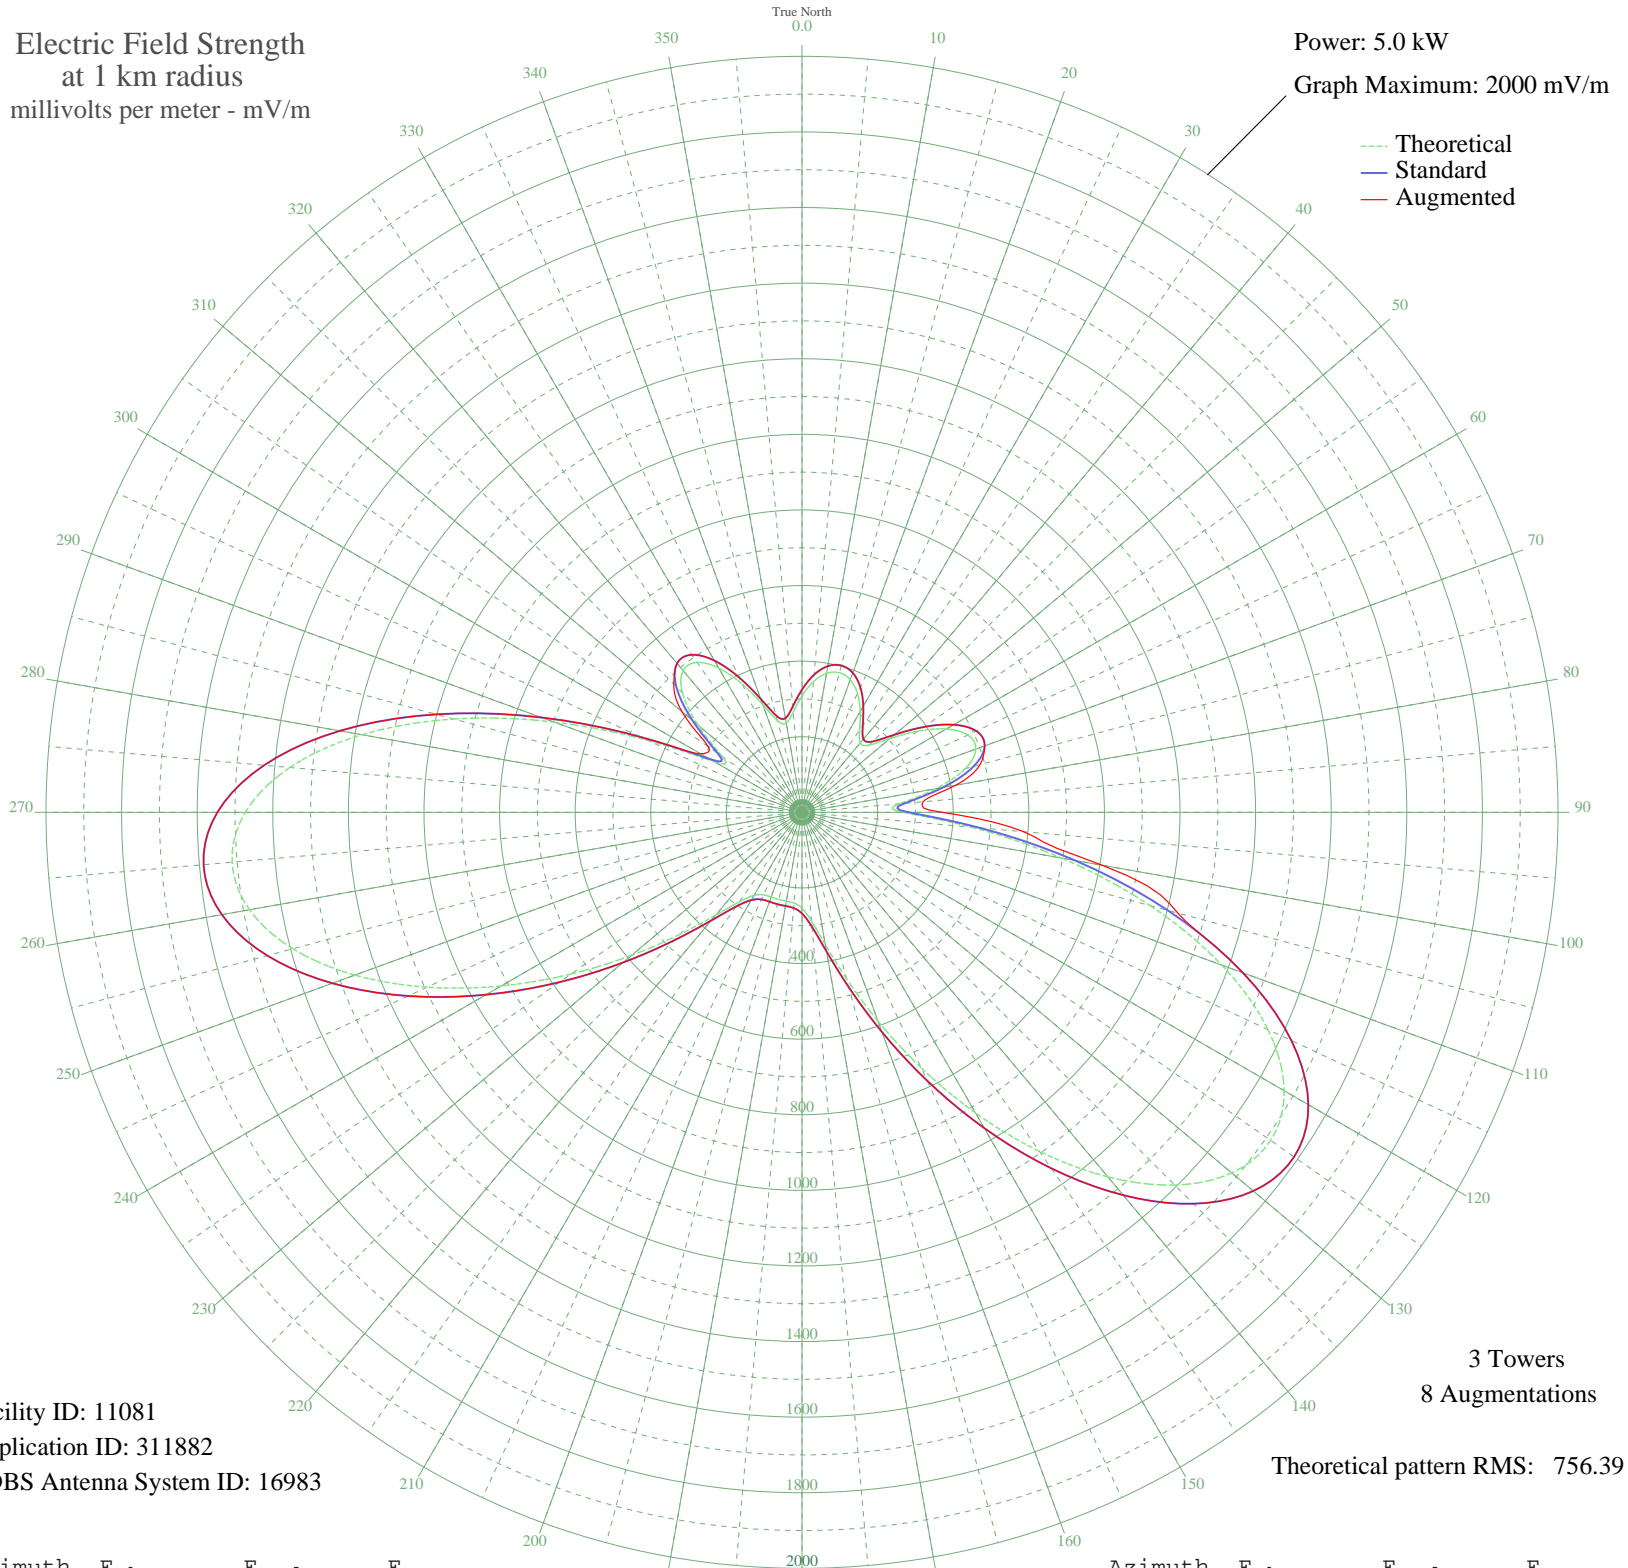 True North
0.0
Electric Field Strength
at 1 km radius
millivolts per meter - mV/m
Power: 5.0 kW
Graph Maximum: 2000 mV/m
Theoretical
Standard
Augmented
10
20
30
40
50
60
70
80
90
100
110
120
130
140
150
160
200
210
220
230
240
250
260
270
280
290
300
310
320
330
340
350
400
600
800
1000
1200
1400
1600
1800
2000
3 Towers
8 Augmentations
Theoretical pattern RMS: 756.39
cility ID: 11081
plication ID: 311882
DBS Antenna System ID: 16983